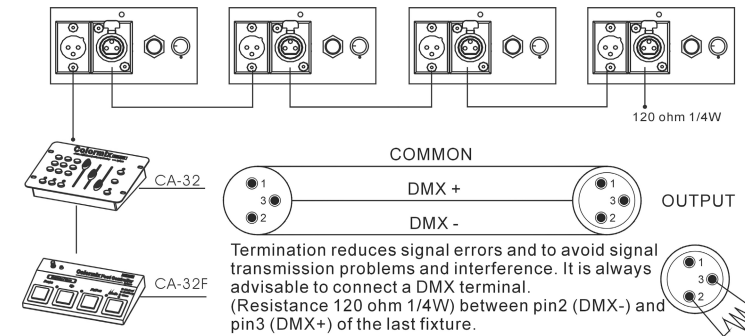 120 ohm 1/4W
Colormix
CA-32
COMMON
1
DMX +
3
2
DMX -
1
3
2
OUTPUT
CA-32F
Termination reduces signal errors and to avoid signal
transmission problems and interference. It is always
advisable to connect a DMX terminal.
(Resistance 120 ohm 1/4W) between pin2 (DMX-) and
pin3 (DMX+) of the last fixture.
1
3
2